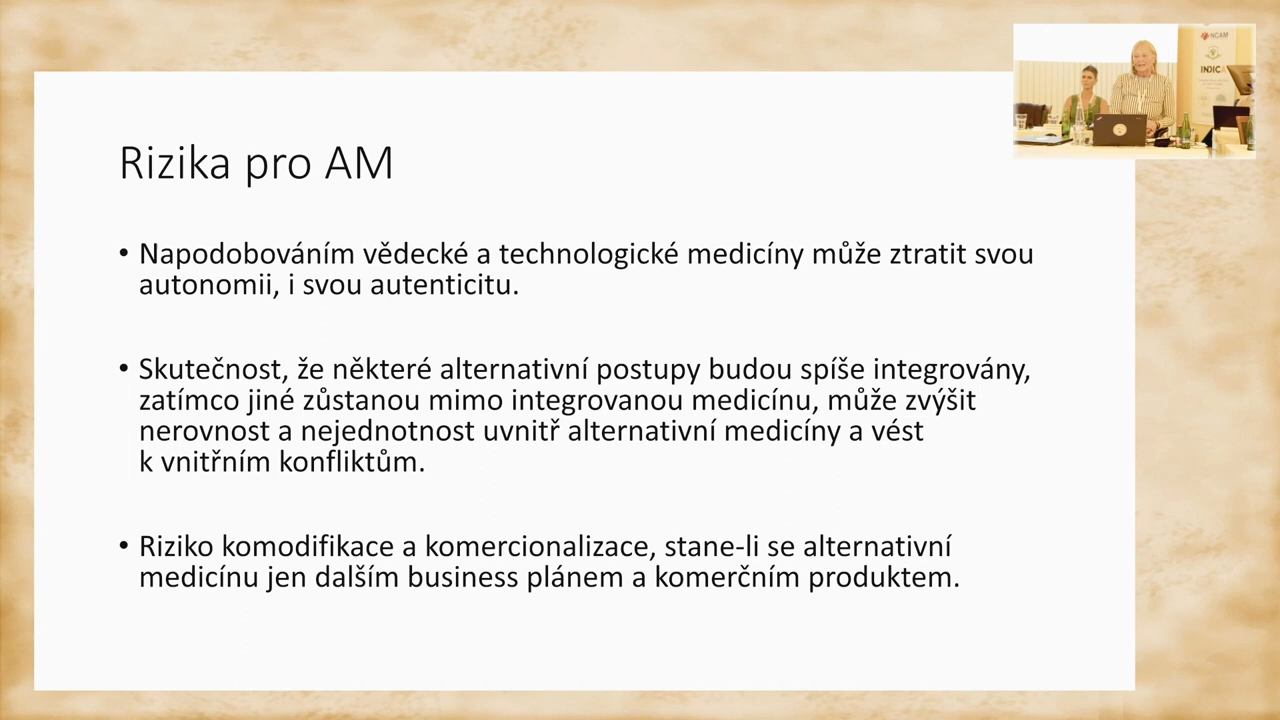 NCAM
INDICA
Rizika pro AM
• Napodobováním vědecké a technologické medicíny může ztratit svou
autonomii, i svou autenticitu.
• Skutečnost, že některé alternativní postupy budou spíše integrovány,
zatímco jiné zůstanou mimo integrovanou medicínu, může zvýšit
nerovnost a nejednotnost uvnitř alternativní medicíny a vést
k vnitřním konfliktům.
• Riziko komodifikace a komercionalizace, stane-li se alternativní
medicínu jen dalším business plánem a komerčním produktem.